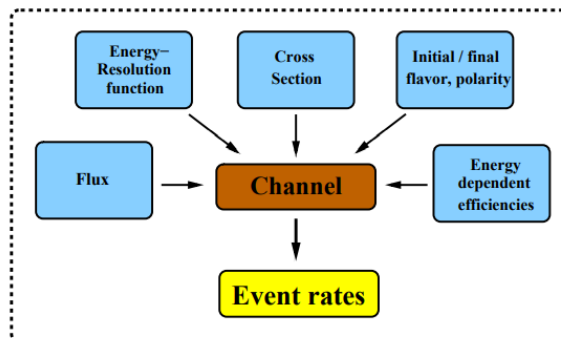 Energy−
Resolution
function
Cross
Section
Initial / final
flavor, polarity
Flux
Channel
Energy
dependent
efficiencies
Event rates